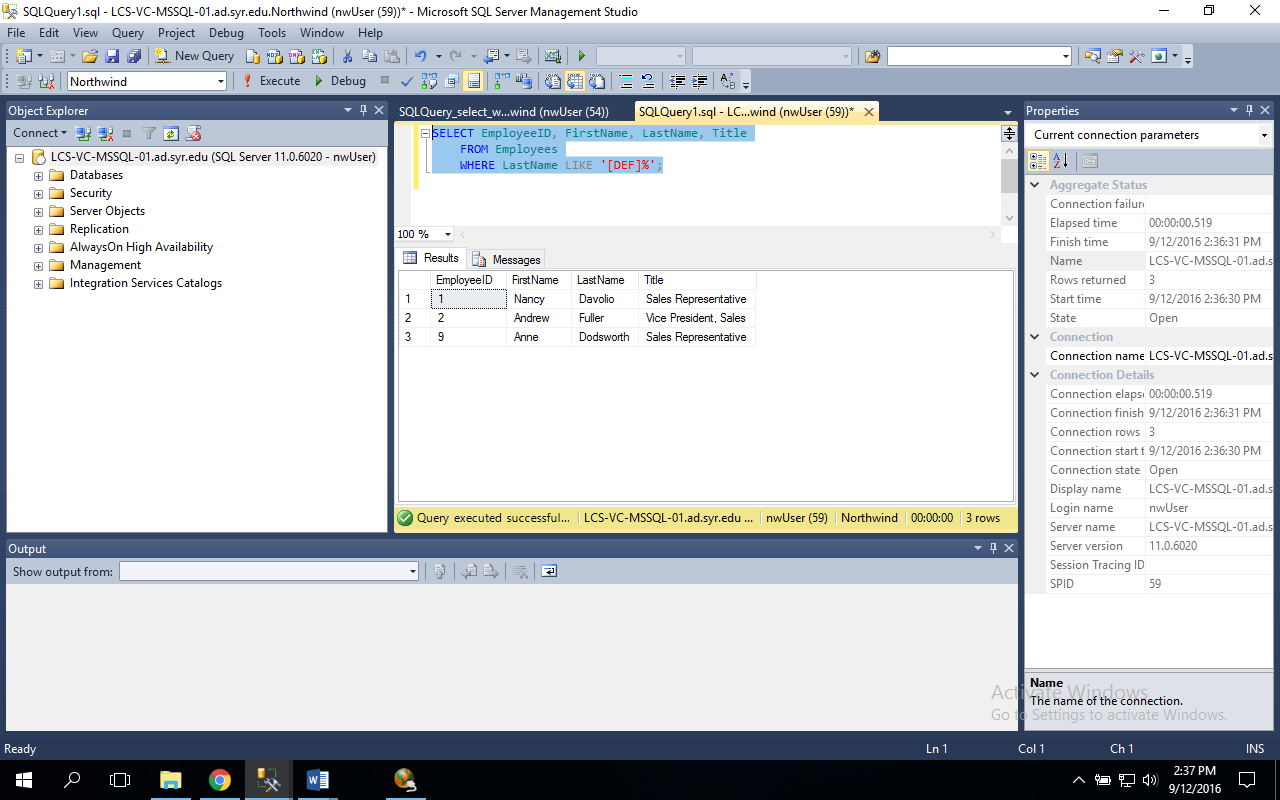 SQLQuery1.sql - LCS-VC-MSSQL-01.ad.syr.edu.Northwind (nwUser (59))* - Microsoft SQL Server Management Studio
File Edit View Query Project Debug Tools Window Help
New Query
Northwind Execute Debug
Object Explorer
Connect
LCS-VC-MSSQL-01.ad.syr.edu (SQL Server 11.0.6020 - nwUser)
Databases
Security
Server Objects
Replication
AlwaysOn High Availability
Management
Integration Services Catalogs
SQLQuery_select_w...wind (nwUser (54)) SQLQuery1.sql - LC...wind (nwUser (59))*
SELECT EmployeeID, FirstName, LastName, Title
FROM Employees
WHERE LastName LIKE '[DEF]%';
100 %
Results Messages
EmployeeID FirstName LastName Title
1 1 Nancy Davolio Sales Representative
2 2 Andrew Fuller Vice President, Sales
3 9 Anne Dodsworth Sales Representative
Query executed successful... LCS-VC-MSSQL-01.ad.syr.edu ... nwUser (59) Northwind 00:00:00 3 rows
Properties
Current connection parameters
Aggregate Status
Connection failur
Elapsed time 00:00:00.519
Finish time 9/12/2016 2:36:31 PM
Name LCS-VC-MSSQL-01.ad.s
Rows returned 3
Start time 9/12/2016 2:36:30 PM
State Open
Connection
Connection name LCS-VC-MSSQL-01.ad.s
Connection Details
Connection elaps 00:00:00.519
Connection finish 9/12/2016 2:36:31 PM
Connection rows 3
Connection start t 9/12/2016 2:36:30 PM
Connection state Open
Display name LCS-VC-MSSQL-01.ad.s
Login name nwUser
Server name LCS-VC-MSSQL-01.ad.s
Server version 11.0.6020
Session Tracing ID
SPID 59
Name
The name of the connection.
Activate Windows
Go to Settings to activate Windows.
Output
Show output from:
Ready Ln 1 Col 1 Ch 1 INS
2:37 PM
9/12/2016